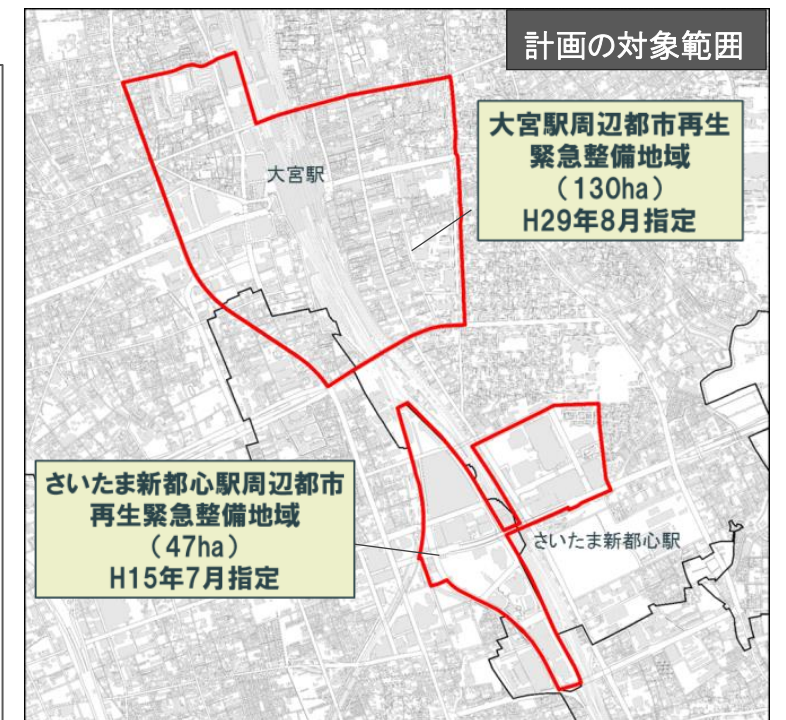 計画の対象範囲
大宮駅周辺都市再生
緊急整備地域
（130ha）
H29年8月指定
大宮駅
さいたま新都心駅周辺都市
再生緊急整備地域
（47ha）
H15年7月指定
さいたま新都心駅